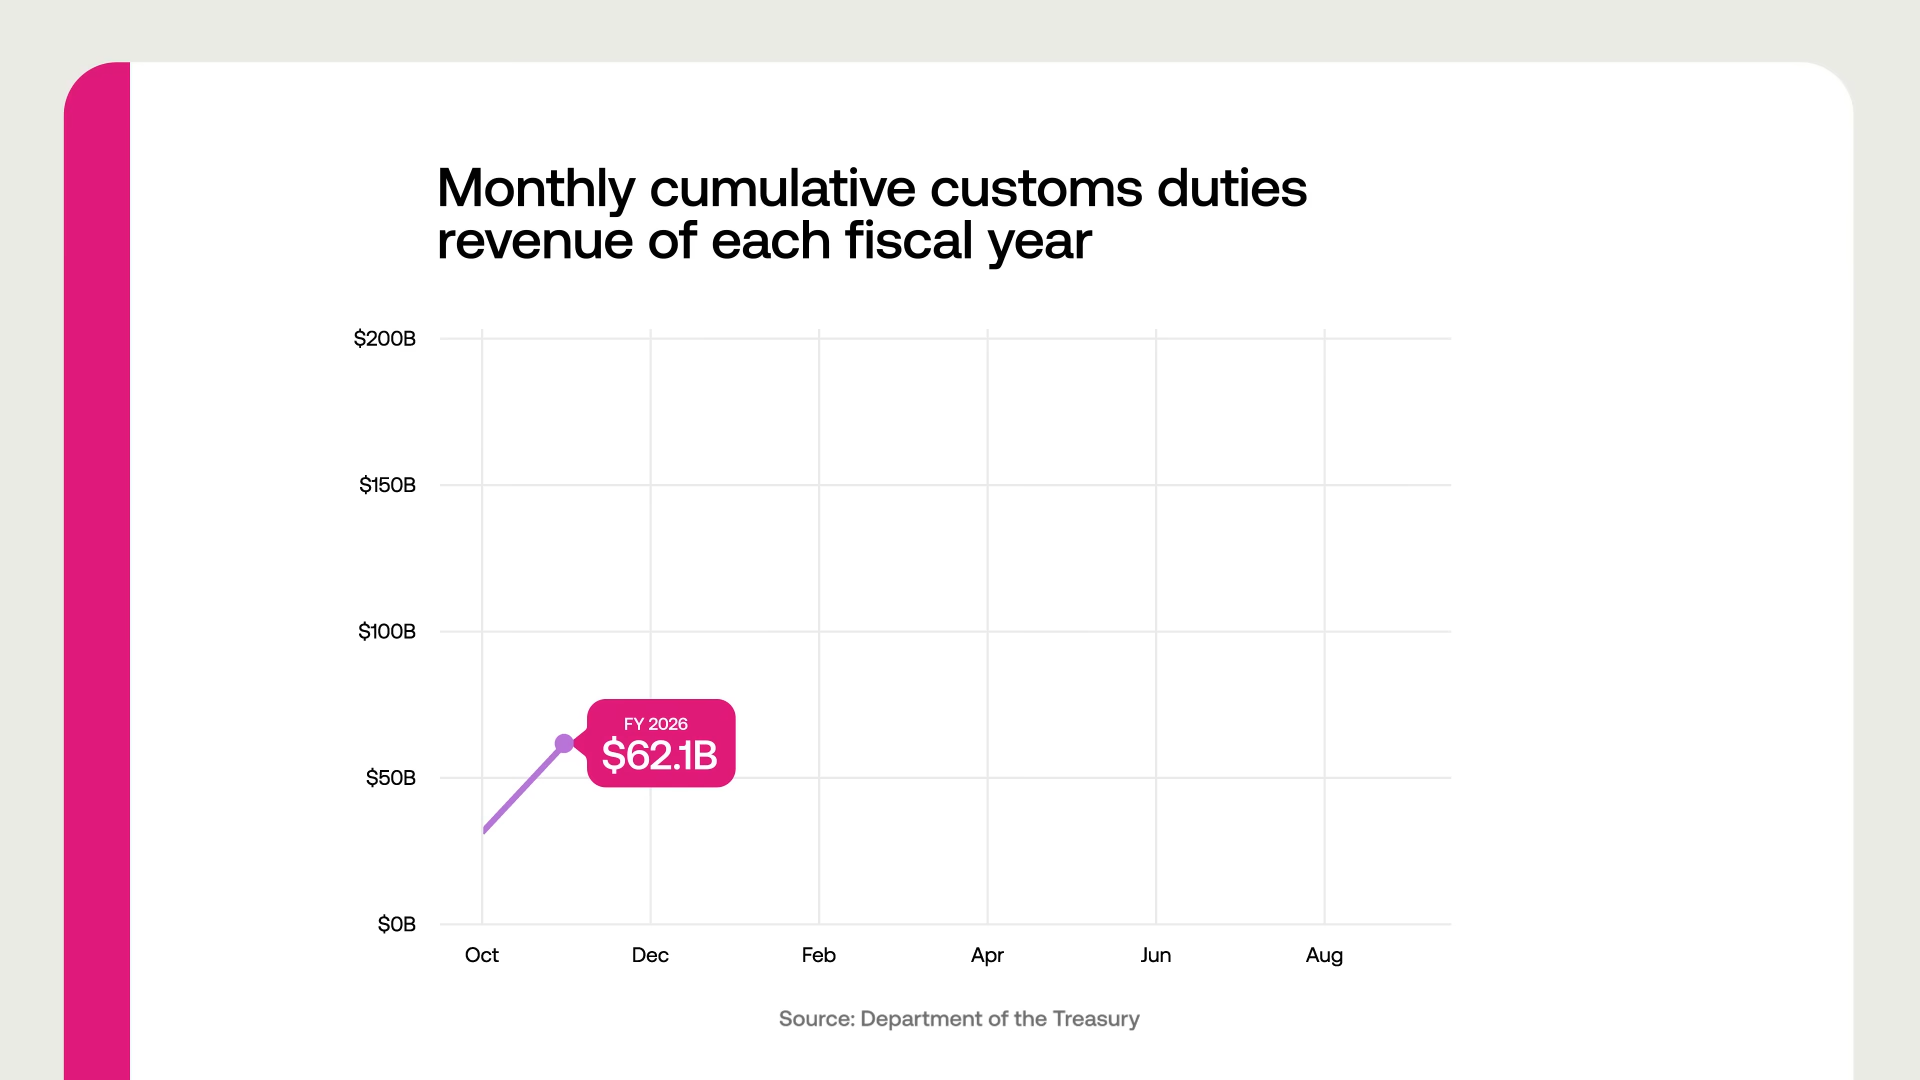 Monthly cumulative customs duties
revenue of each fiscal year
$200B
$150B
$100B
FY 2026
$62.1B
$50B
$0B
Oct Dec Feb Apr Jun Aug
Source: Department of the Treasury